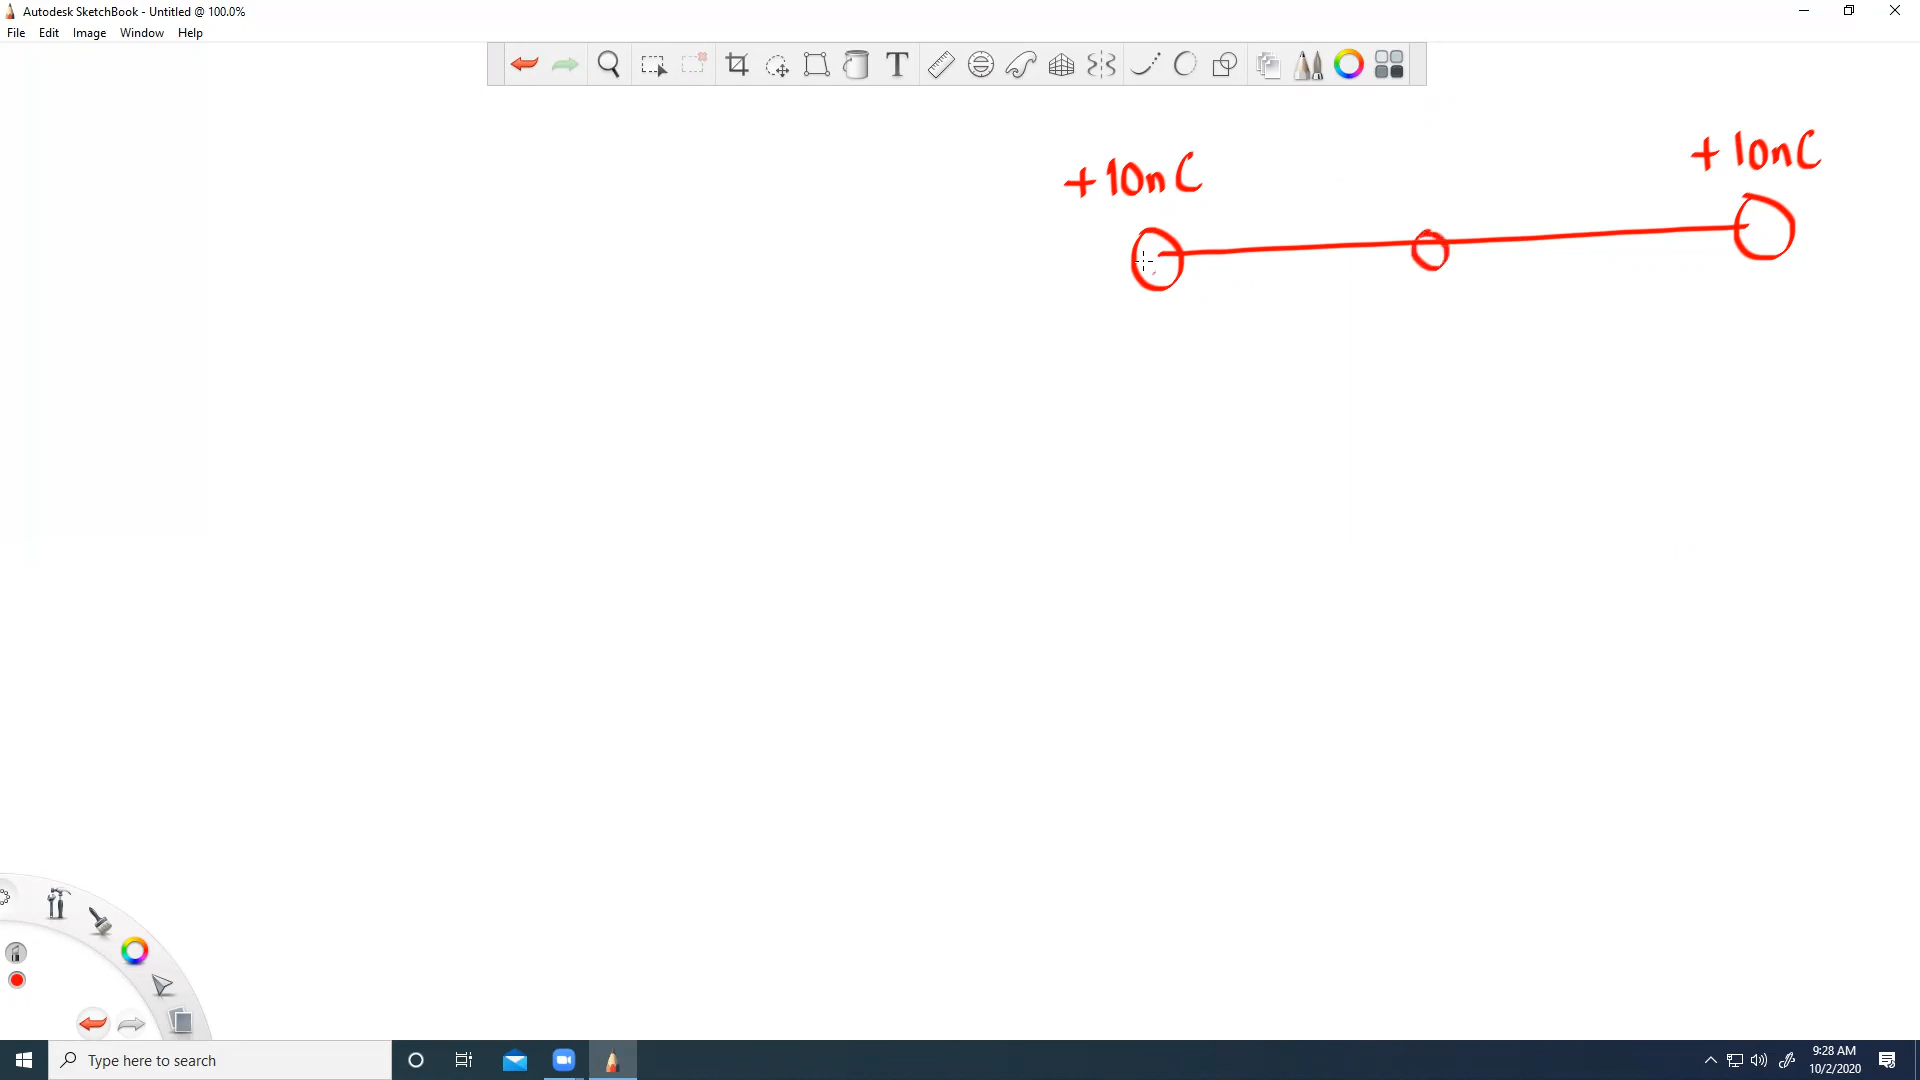 Autodesk SketchBook - Untitled @ 100.0%
File Edit Image Window Help
T
+10nC
+10nC
Type here to search
9:28 AM
10/2/2020